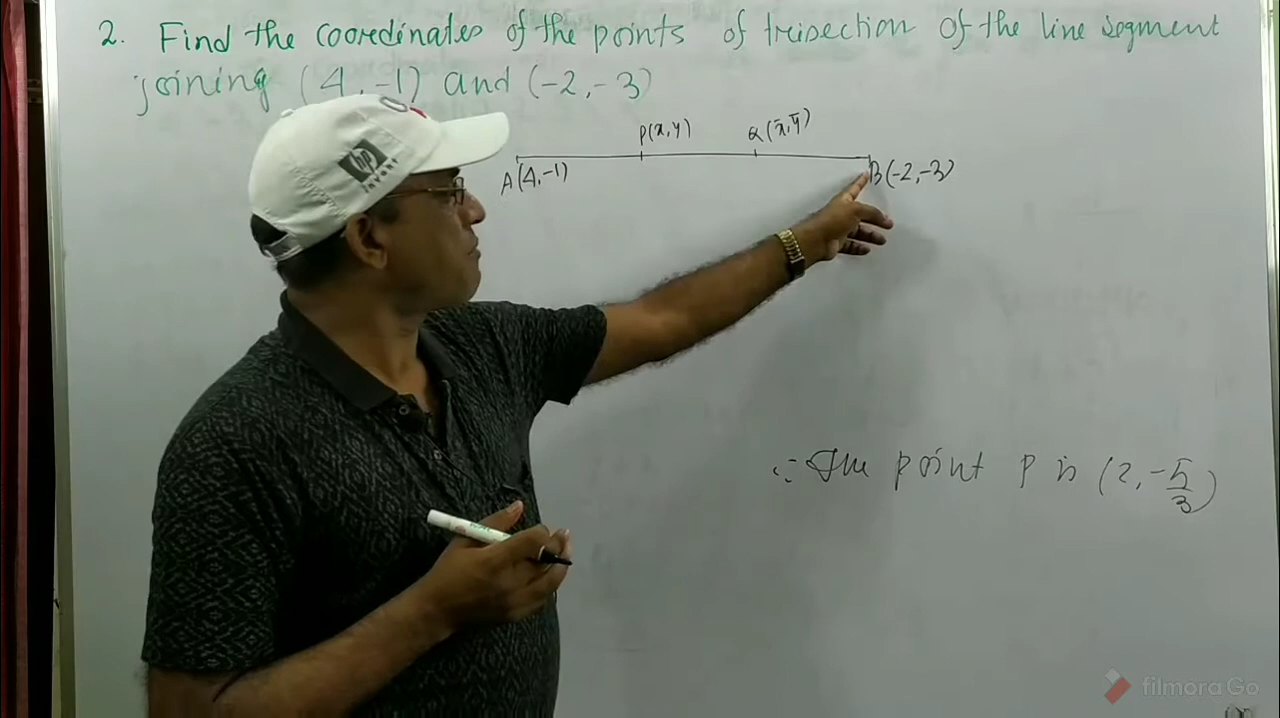 2. Find the coordinates of the points of trisection of the line segment
joining (4,-1) and (-2,-3)
P(x,y) Q(x̄,ȳ)
A(4,-1) B(-2,-3)
hp
INVENT
∴ The point P is (2, -5/3)
filmora Go